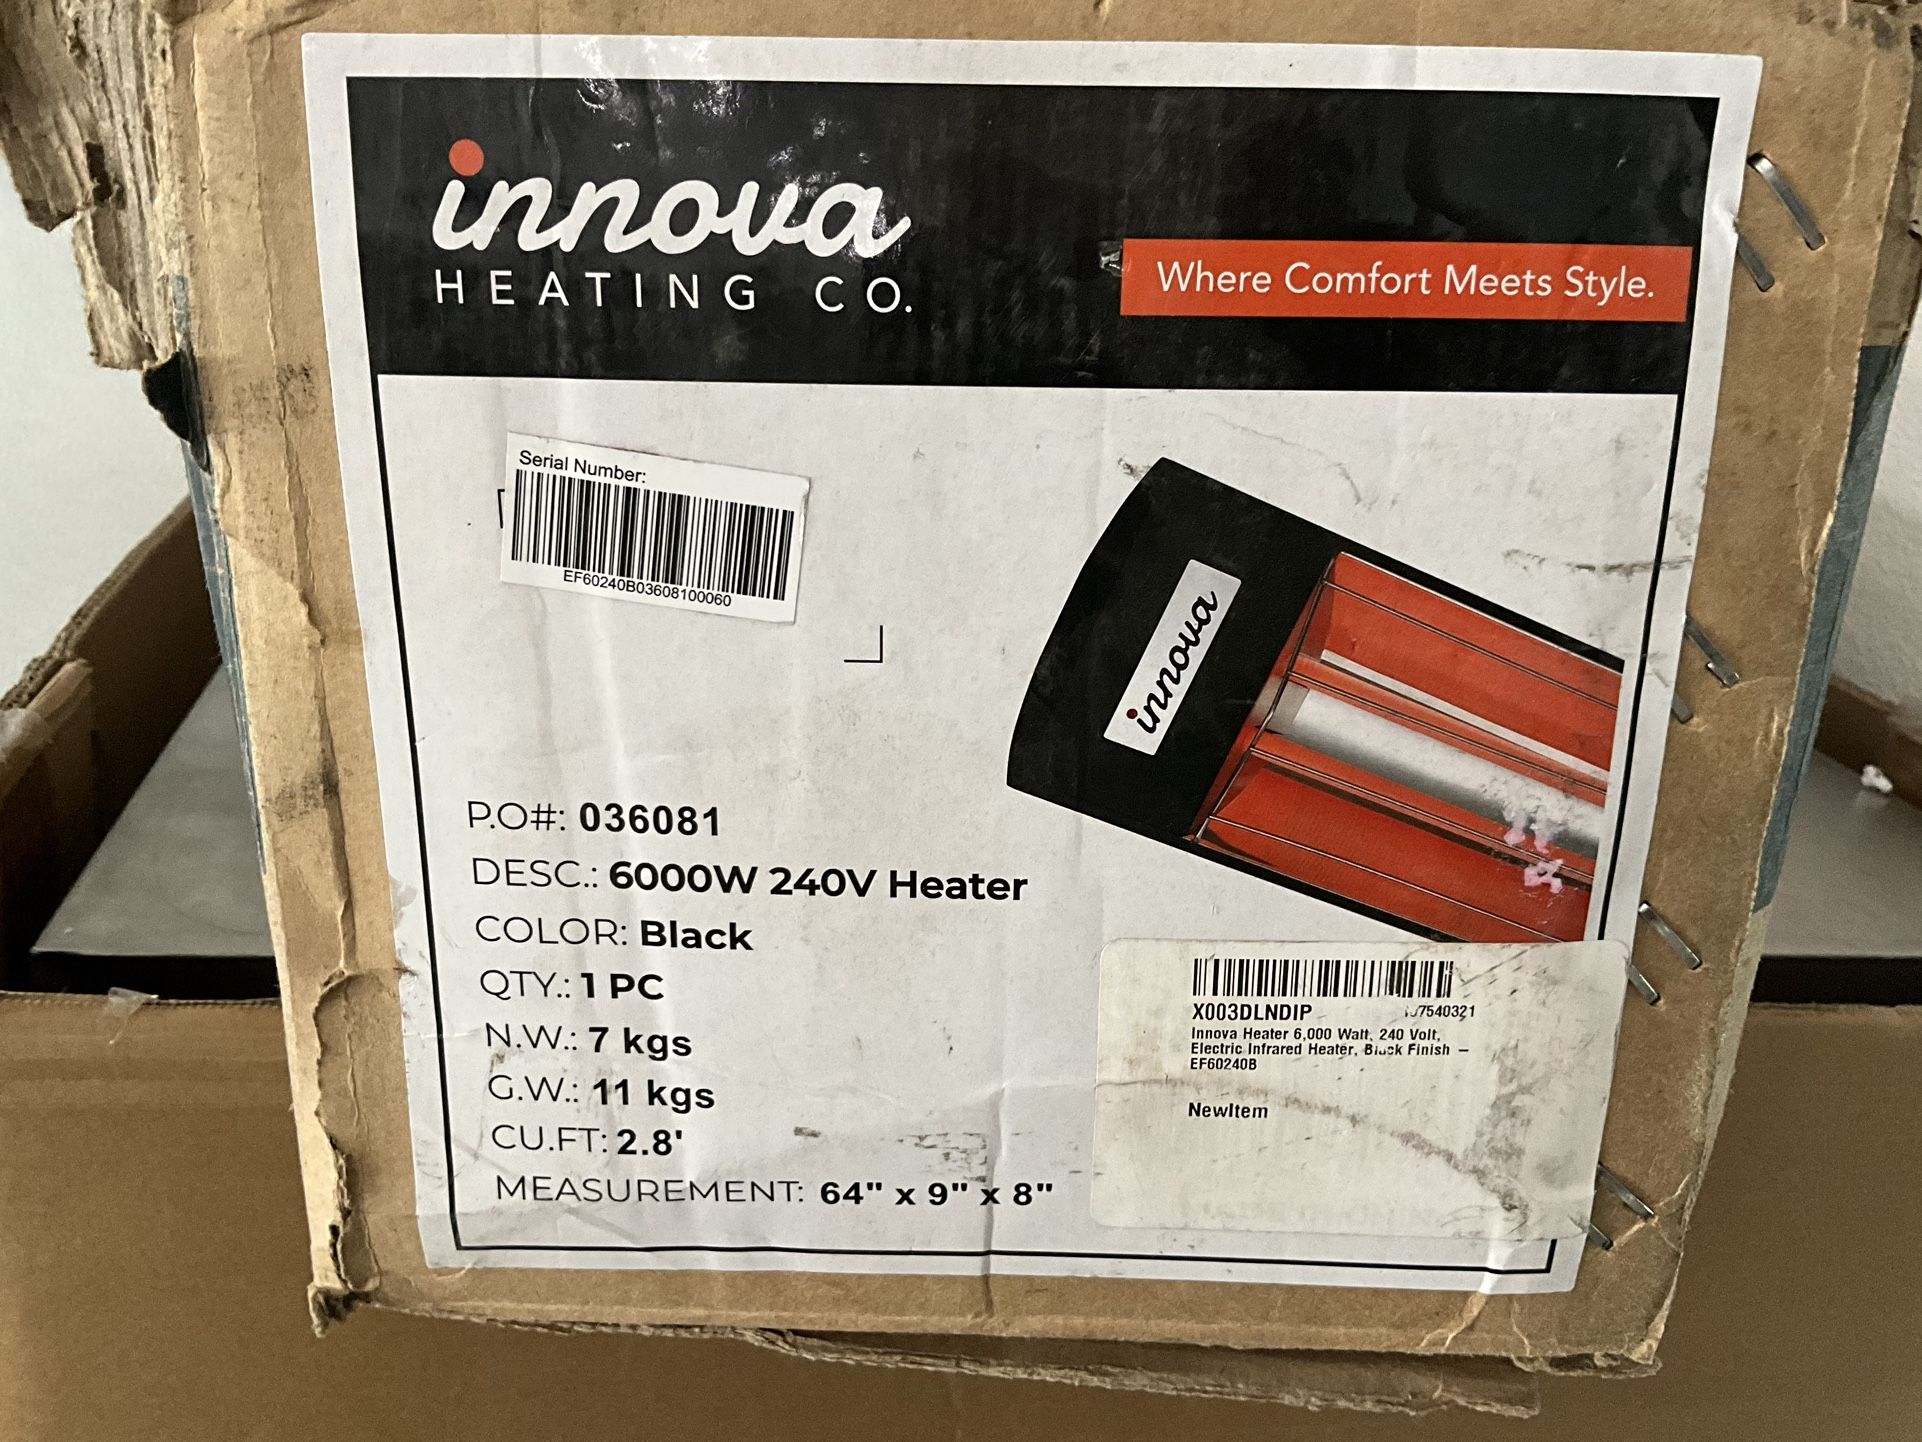 innova
HEATING CO.
Where Comfort Meets Style.
Serial Number:
EF60240B03608100060
innova
P.O#: 036081
DESC.: 6000W 240V Heater
COLOR: Black
QTY.: 1 PC
N.W.: 7 kgs
G.W.: 11 kgs
CU.FT: 2.8'
MEASUREMENT: 64" x 9" x 8"
X003DLNDIP
Innova Heater 6,000 Watt, 240 Volt,
Electric Infrared Heater, Black Finish –
EF60240B
NewItem